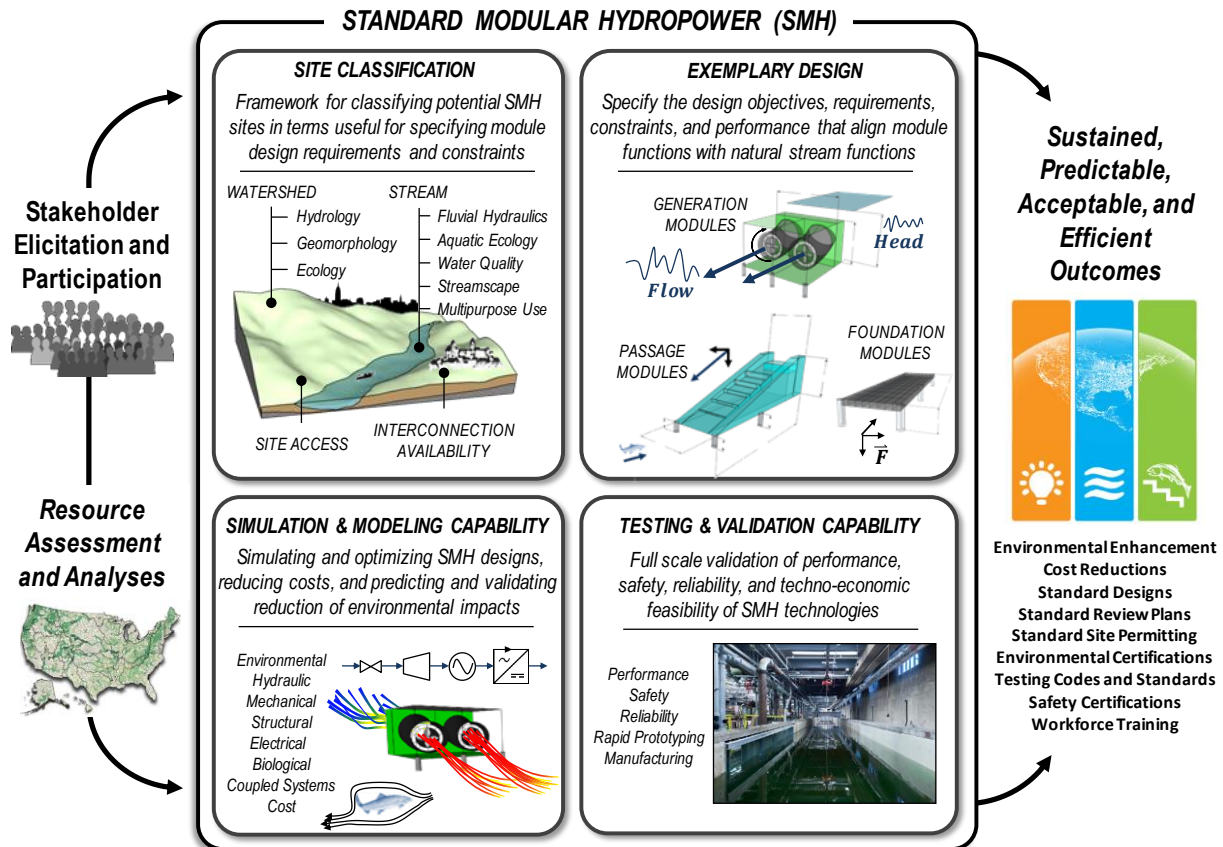 STANDARD MODULAR HYDROPOWER (SMH)
Stakeholder
Elicitation and
Participation
Resource
Assessment
and Analyses
SITE CLASSIFICATION
Framework for classifying potential SMH
sites in terms useful for specifying module
design requirements and constraints
WATERSHED
Hydrology
Geomorphology
Ecology
STREAM
Fluvial Hydraulics
Aquatic Ecology
Water Quality
Streamscape
Multipurpose Use
SITE ACCESS
INTERCONNECTION
AVAILABILITY
EXEMPLARY DESIGN
Specify the design objectives, requirements,
constraints, and performance that align module
functions with natural stream functions
GENERATION
MODULES
Head
Flow
PASSAGE
MODULES
FOUNDATION
MODULES
F
SIMULATION & MODELING CAPABILITY
Simulating and optimizing SMH designs,
reducing costs, and predicting and validating
reduction of environmental impacts
Environmental
Hydraulic
Mechanical
Structural
Electrical
Biological
Coupled Systems
Cost
TESTING & VALIDATION CAPABILITY
Full scale validation of performance,
safety, reliability, and techno-economic
feasibility of SMH technologies
Performance
Safety
Reliability
Rapid Prototyping
Manufacturing
Sustained,
Predictable,
Acceptable, and
Efficient
Outcomes
Environmental Enhancement
Cost Reductions
Standard Designs
Standard Review Plans
Standard Site Permitting
Environmental Certifications
Testing Codes and Standards
Safety Certifications
Workforce Training